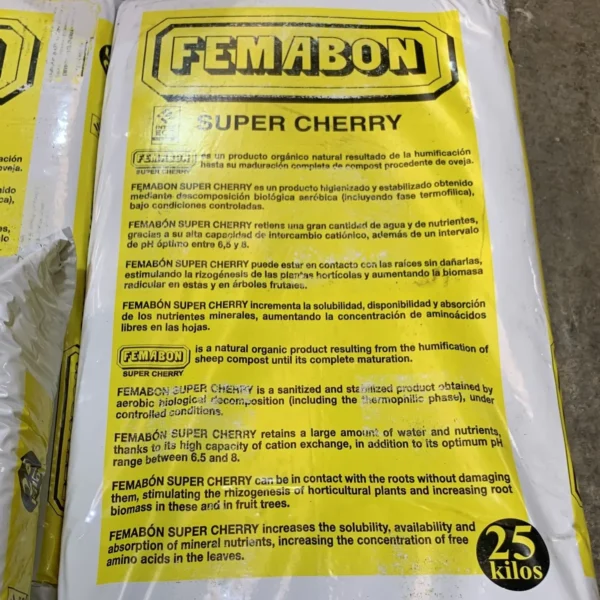 FEMABON
SUPER CHERRY
FEMABON es un producto orgánico natural resultado de la humificación
SUPER CHERRY hasta su maduración completa de compost procedente de oveja.
FEMABON SUPER CHERRY es un producto higienizado y estabilizado obtenido
mediante descomposición biológica aeróbica (incluyendo fase termofílica),
bajo condiciones controladas.
FEMABÓN SUPER CHERRY retiene una gran cantidad de agua y de nutrientes,
gracias a su alta capacidad de intercambio catiónico, además de un intervalo
de pH óptimo entre 6,5 y 8.
FEMABÓN SUPER CHERRY puede estar en contacto con las raíces sin dañarlas,
estimulando la rizogénesis de las plantas hortícolas y aumentando la biomasa
radicular en estas y en árboles frutales.
FEMABÓN SUPER CHERRY incrementa la solubilidad, disponibilidad y absorción
de los nutrientes minerales, aumentando la concentración de aminoácidos
libres en las hojas.
FEMABON is a natural organic product resulting from the humification of
SUPER CHERRY sheep compost until its complete maturation.
FEMABON SUPER CHERRY is a sanitized and stabilized product obtained by
aerobic biological decomposition (including the thermophilic phase), under
controlled conditions.
FEMABÓN SUPER CHERRY retains a large amount of water and nutrients,
thanks to its high capacity of cation exchange, in addition to its optimum pH
range between 6.5 and 8.
FEMABÓN SUPER CHERRY can be in contact with the roots without damaging
them, stimulating the rhizogenesis of horticultural plants and increasing root
biomass in these and in fruit trees.
FEMABÓN SUPER CHERRY increases the solubility, availability and
absorption of mineral nutrients, increasing the concentration of free
amino acids in the leaves.
25
kilos